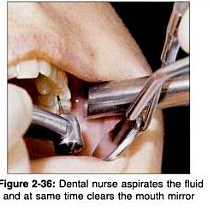 Figure 2-36: Dental nurse aspirates the fluid
and at same time clears the mouth mirror